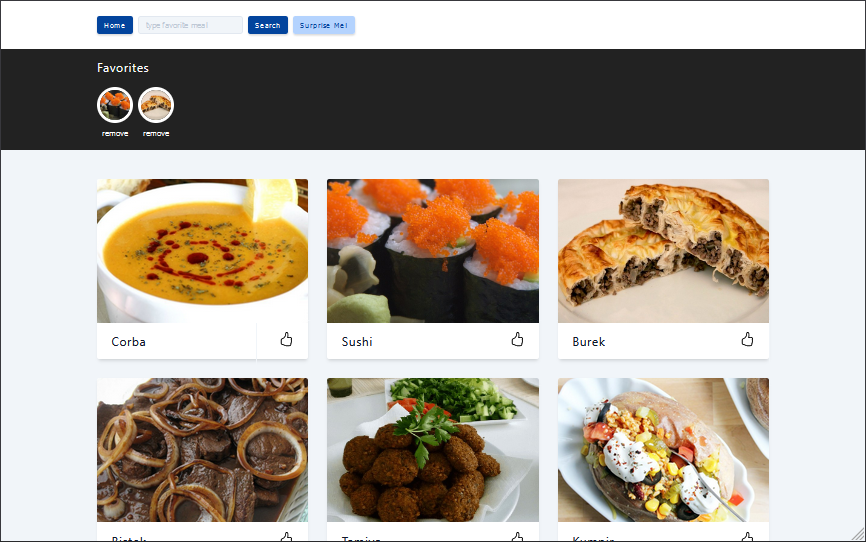 Home
type favorite meal
Search
Surprise Me!
Favorites
remove
remove
Corba
Sushi
Burek
Bistek
Tamiya
Kumpir